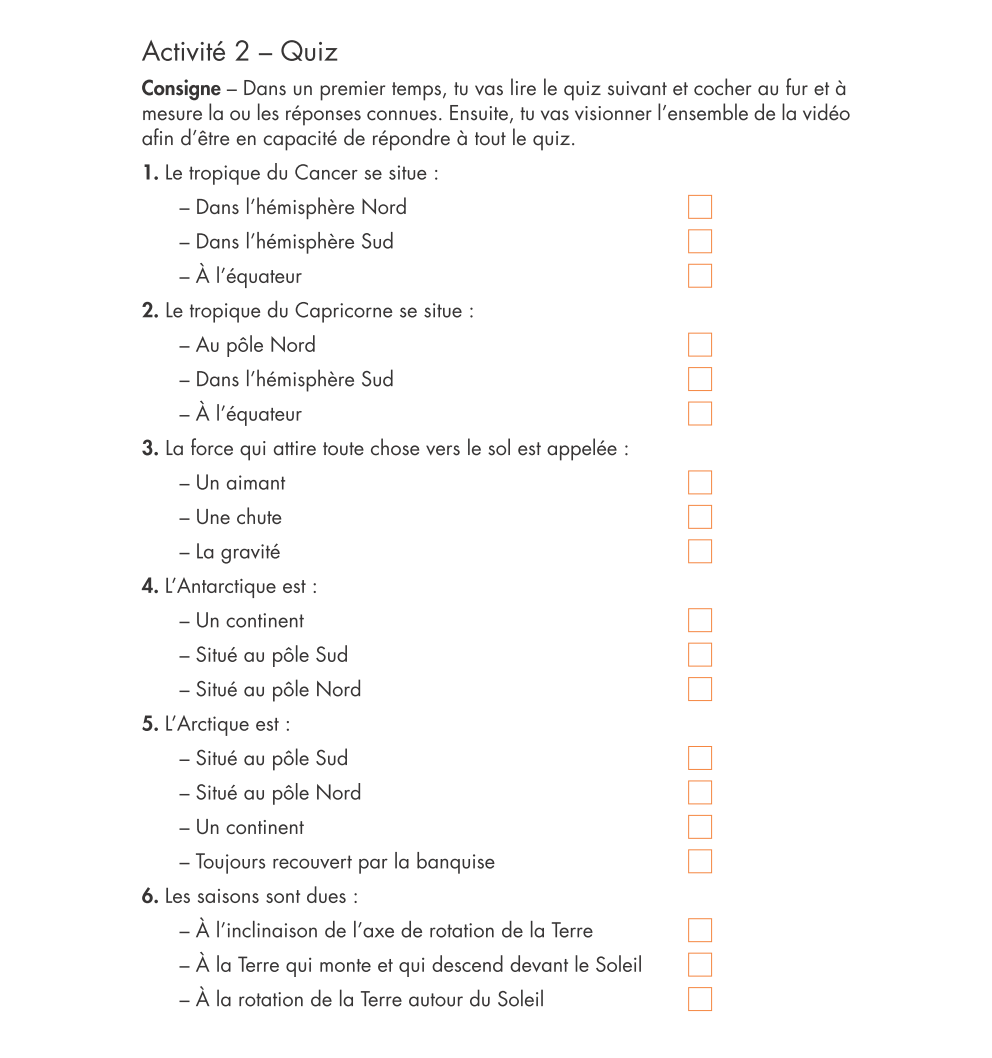 Activité 2 – Quiz
Consigne – Dans un premier temps, tu vas lire le quiz suivant et cocher au fur et à
mesure la ou les réponses connues. Ensuite, tu vas visionner l’ensemble de la vidéo
afin d’être en capacité de répondre à tout le quiz.
1. Le tropique du Cancer se situe :
– Dans l’hémisphère Nord
– Dans l’hémisphère Sud
– À l’équateur
2. Le tropique du Capricorne se situe :
– Au pôle Nord
– Dans l’hémisphère Sud
– À l’équateur
3. La force qui attire toute chose vers le sol est appelée :
– Un aimant
– Une chute
– La gravité
4. L’Antarctique est :
– Un continent
– Situé au pôle Sud
– Situé au pôle Nord
5. L’Arctique est :
– Situé au pôle Sud
– Situé au pôle Nord
– Un continent
– Toujours recouvert par la banquise
6. Les saisons sont dues :
– À l’inclinaison de l’axe de rotation de la Terre
– À la Terre qui monte et qui descend devant le Soleil
– À la rotation de la Terre autour du Soleil